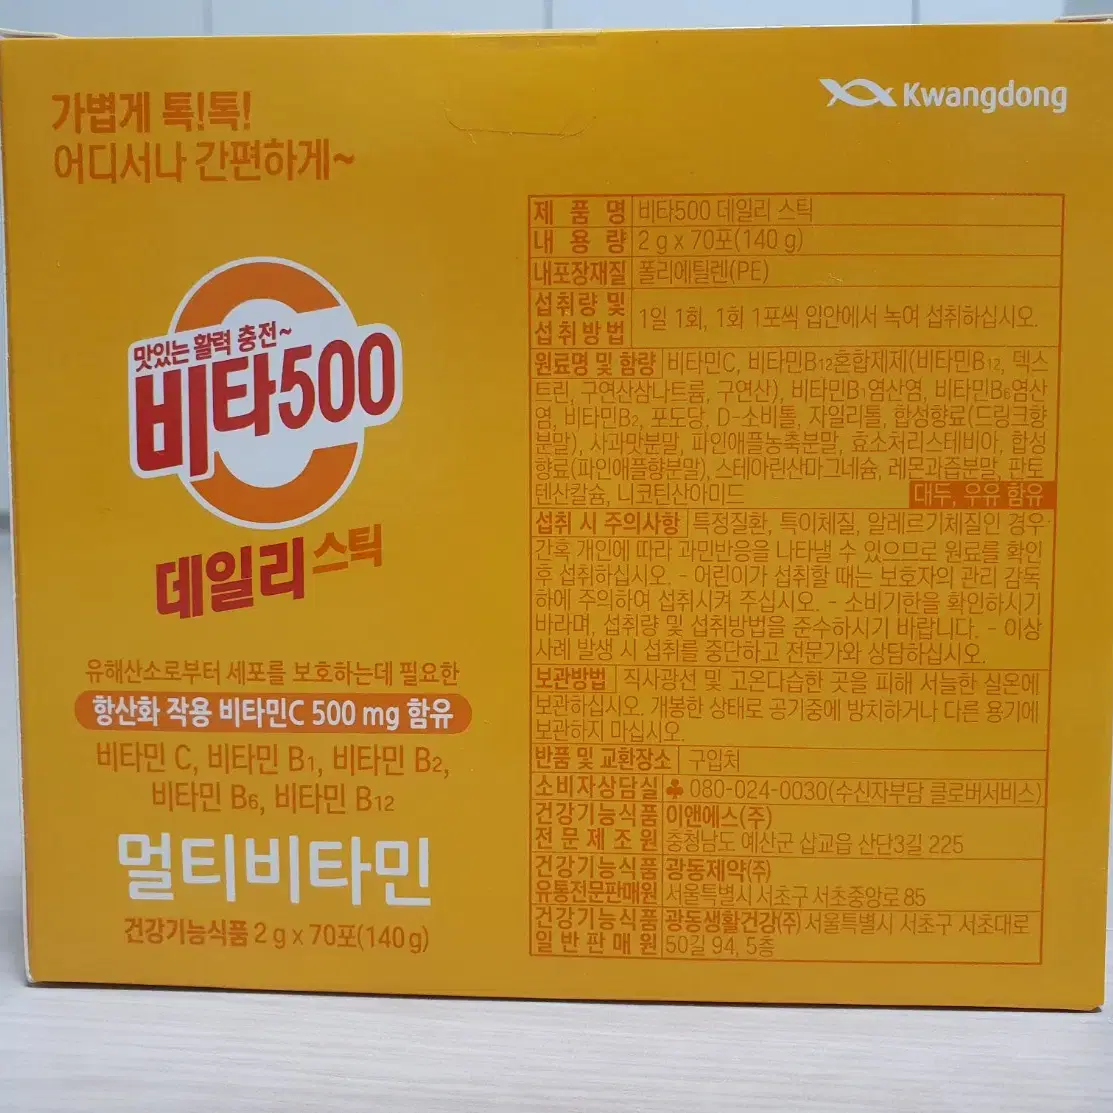 가볍게 톡!톡!
어디서나 간편하게~
Kwangdong
맛있는 활력 충전~
비타500
데일리 스틱
유해산소로부터 세포를 보호하는데 필요한
항산화 작용 비타민C 500 mg 함유
비타민 C, 비타민 B1, 비타민 B2,
비타민 B6, 비타민 B12
멀티비타민
건강기능식품 2 g x 70포(140 g)
제 품 명 비타500 데일리 스틱
내 용 량 2 g x 70포(140 g)
내포장재질 폴리에틸렌(PE)
섭취량 및
섭취방법 1일 1회, 1회 1포씩 입안에서 녹여 섭취하십시오.
원료명 및 함량 비타민C, 비타민B12혼합제제(비타민B12, 덱스
트린, 구연산삼나트륨, 구연산), 비타민B1염산염, 비타민B6염산
염, 비타민B2, 포도당, D-소비톨, 자일리톨, 합성향료(드링크향
분말), 사과맛분말, 파인애플농축분말, 효소처리스테비아, 합성
향료(파인애플향분말), 스테아린산마그네슘, 레몬과즙분말, 판토
텐산칼슘, 니코틴산아미드 대두, 우유 함유
섭취 시 주의사항 특정질환, 특이체질, 알레르기체질인 경우
간혹 개인에 따라 과민반응을 나타낼 수 있으므로 원료를 확인
후 섭취하십시오. - 어린이가 섭취할 때는 보호자의 관리 감독
하에 주의하여 섭취시켜 주십시오. - 소비기한을 확인하시기
바라며, 섭취량 및 섭취방법을 준수하시기 바랍니다. - 이상
사례 발생 시 섭취를 중단하고 전문가와 상담하십시오.
보관방법 직사광선 및 고온다습한 곳을 피해 서늘한 실온에
보관하십시오. 개봉한 상태로 공기중에 방치하거나 다른 용기에
보관하지 마십시오.
반품 및 교환장소 구입처
소비자상담실 ♣ 080-024-0030(수신자부담 클로버서비스)
건강기능식품 이앤에스(주)
전문제조원 충청남도 예산군 삽교읍 산단3길 225
건강기능식품 광동제약(주)
유통전문판매원 서울특별시 서초구 서초중앙로 85
건강기능식품 광동생활건강(주) 서울특별시 서초구 서초대로
일반판매원 50길 94, 5층